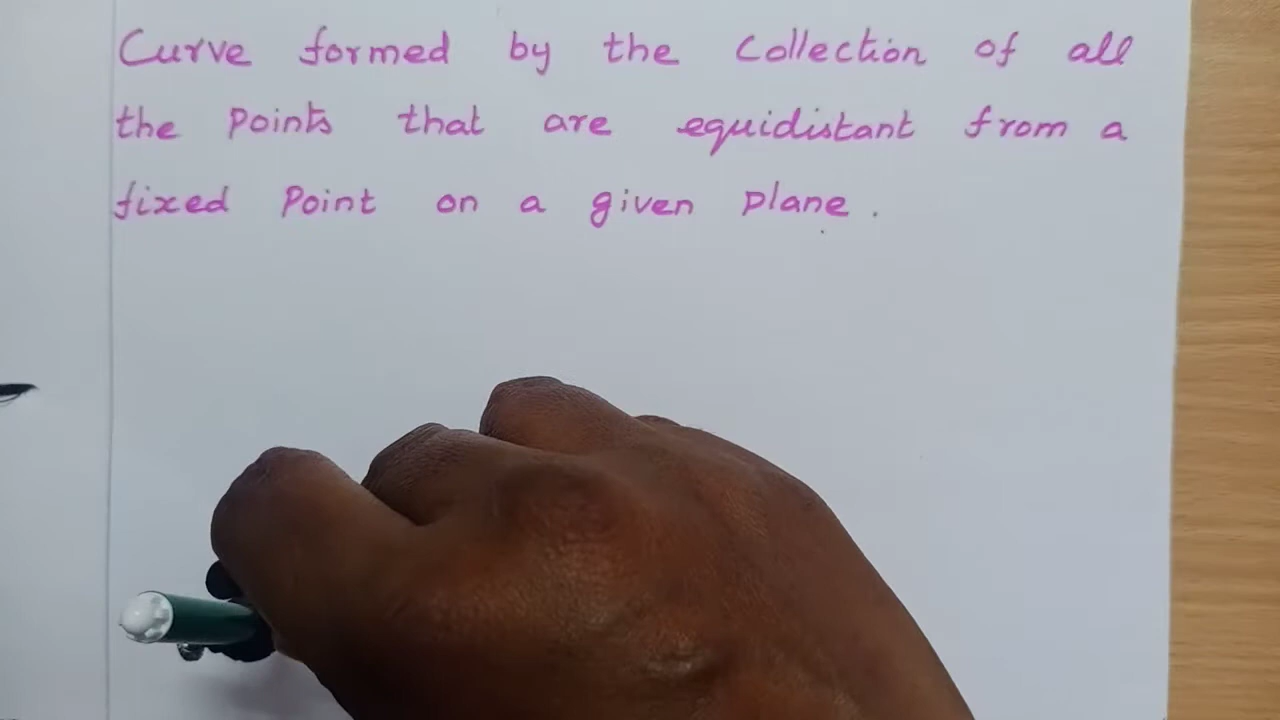 Curve formed by the Collection of all
the Points that are equidistant from a
fixed Point on a given Plane.